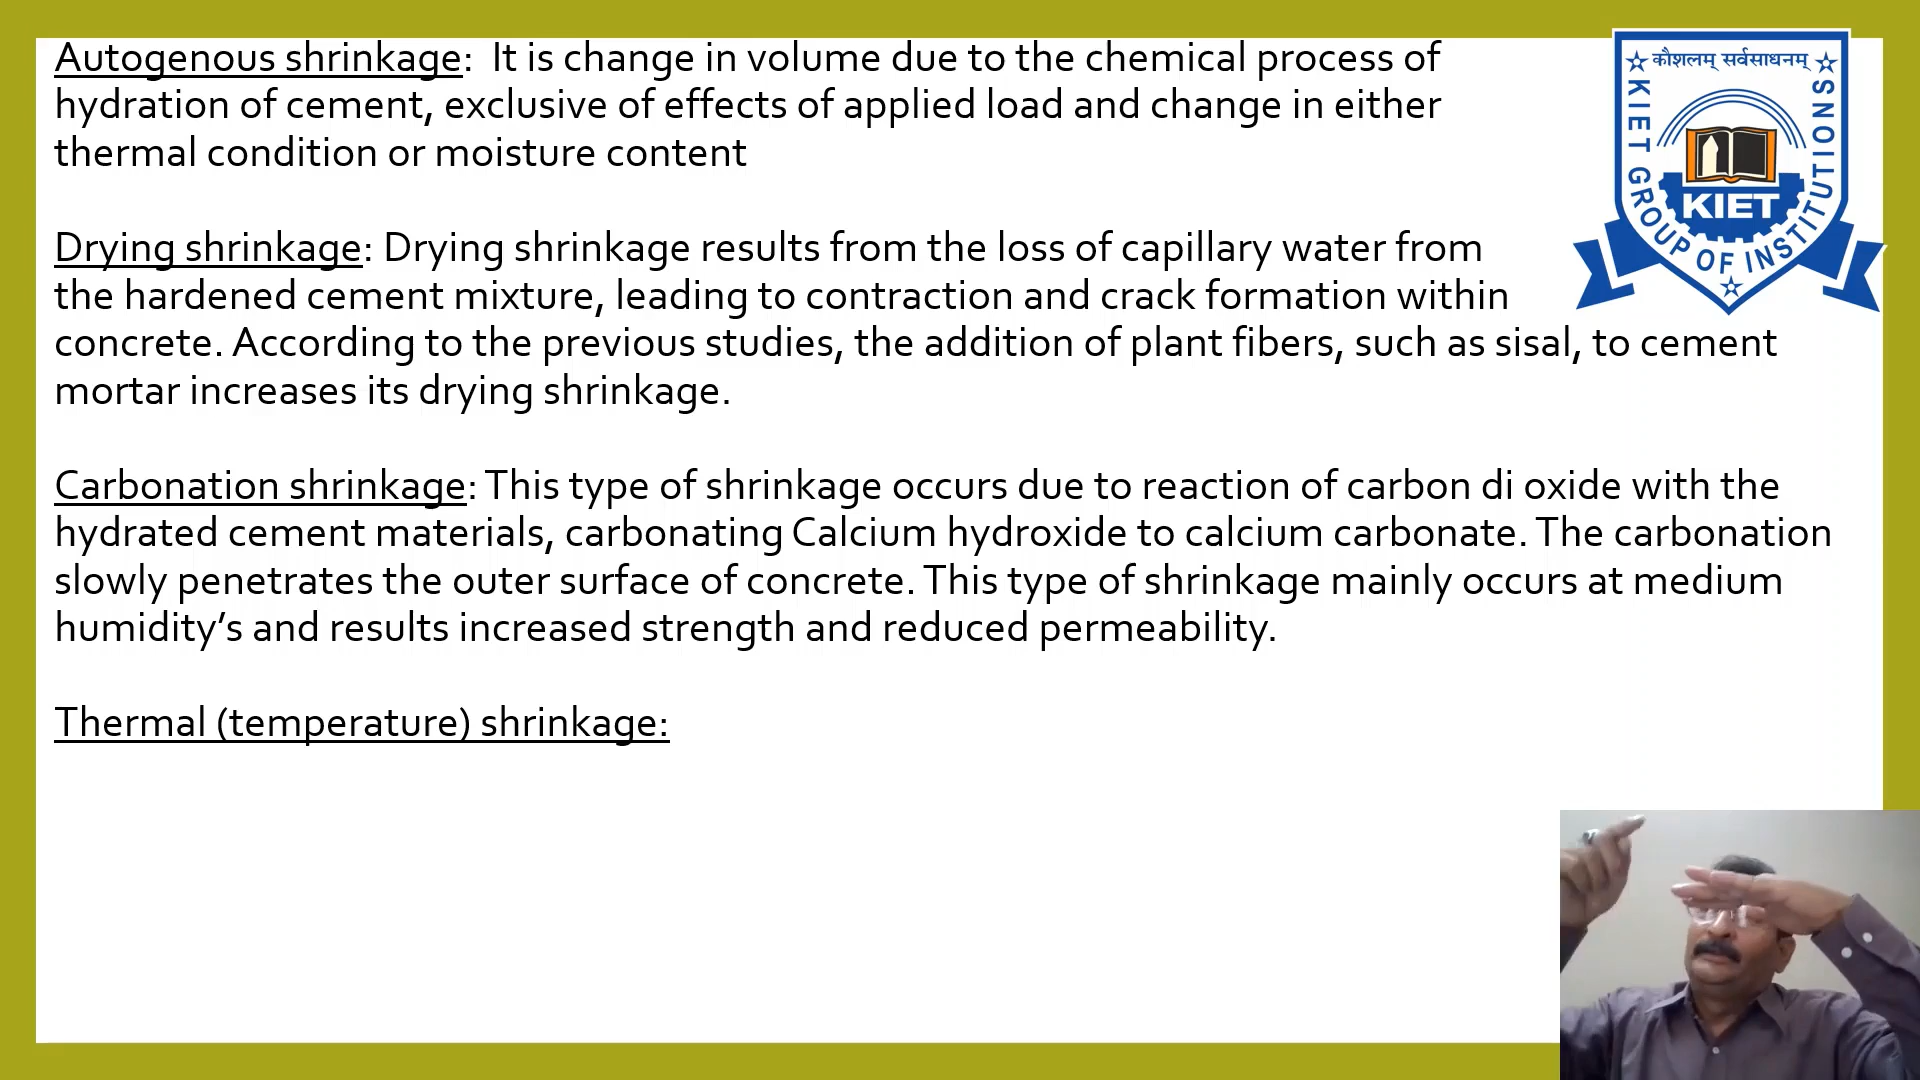 Autogenous shrinkage:  It is change in volume due to the chemical process of
hydration of cement, exclusive of effects of applied load and change in either
thermal condition or moisture content
Drying shrinkage: Drying shrinkage results from the loss of capillary water from
the hardened cement mixture, leading to contraction and crack formation within
concrete. According to the previous studies, the addition of plant fibers, such as sisal, to cement
mortar increases its drying shrinkage.
Carbonation shrinkage: This type of shrinkage occurs due to reaction of carbon di oxide with the
hydrated cement materials, carbonating Calcium hydroxide to calcium carbonate. The carbonation
slowly penetrates the outer surface of concrete. This type of shrinkage mainly occurs at medium
humidity’s and results increased strength and reduced permeability.
Thermal (temperature) shrinkage:
कौशलम् सर्वसाधनम्
KIET GROUP OF INSTITUTIONS
KIET